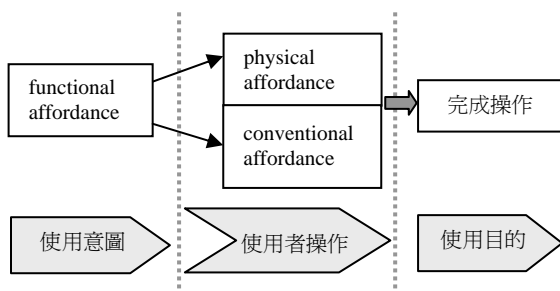 functional
affordance
physical
affordance
conventional
affordance
完成操作
使用意圖
使用者操作
使用目的